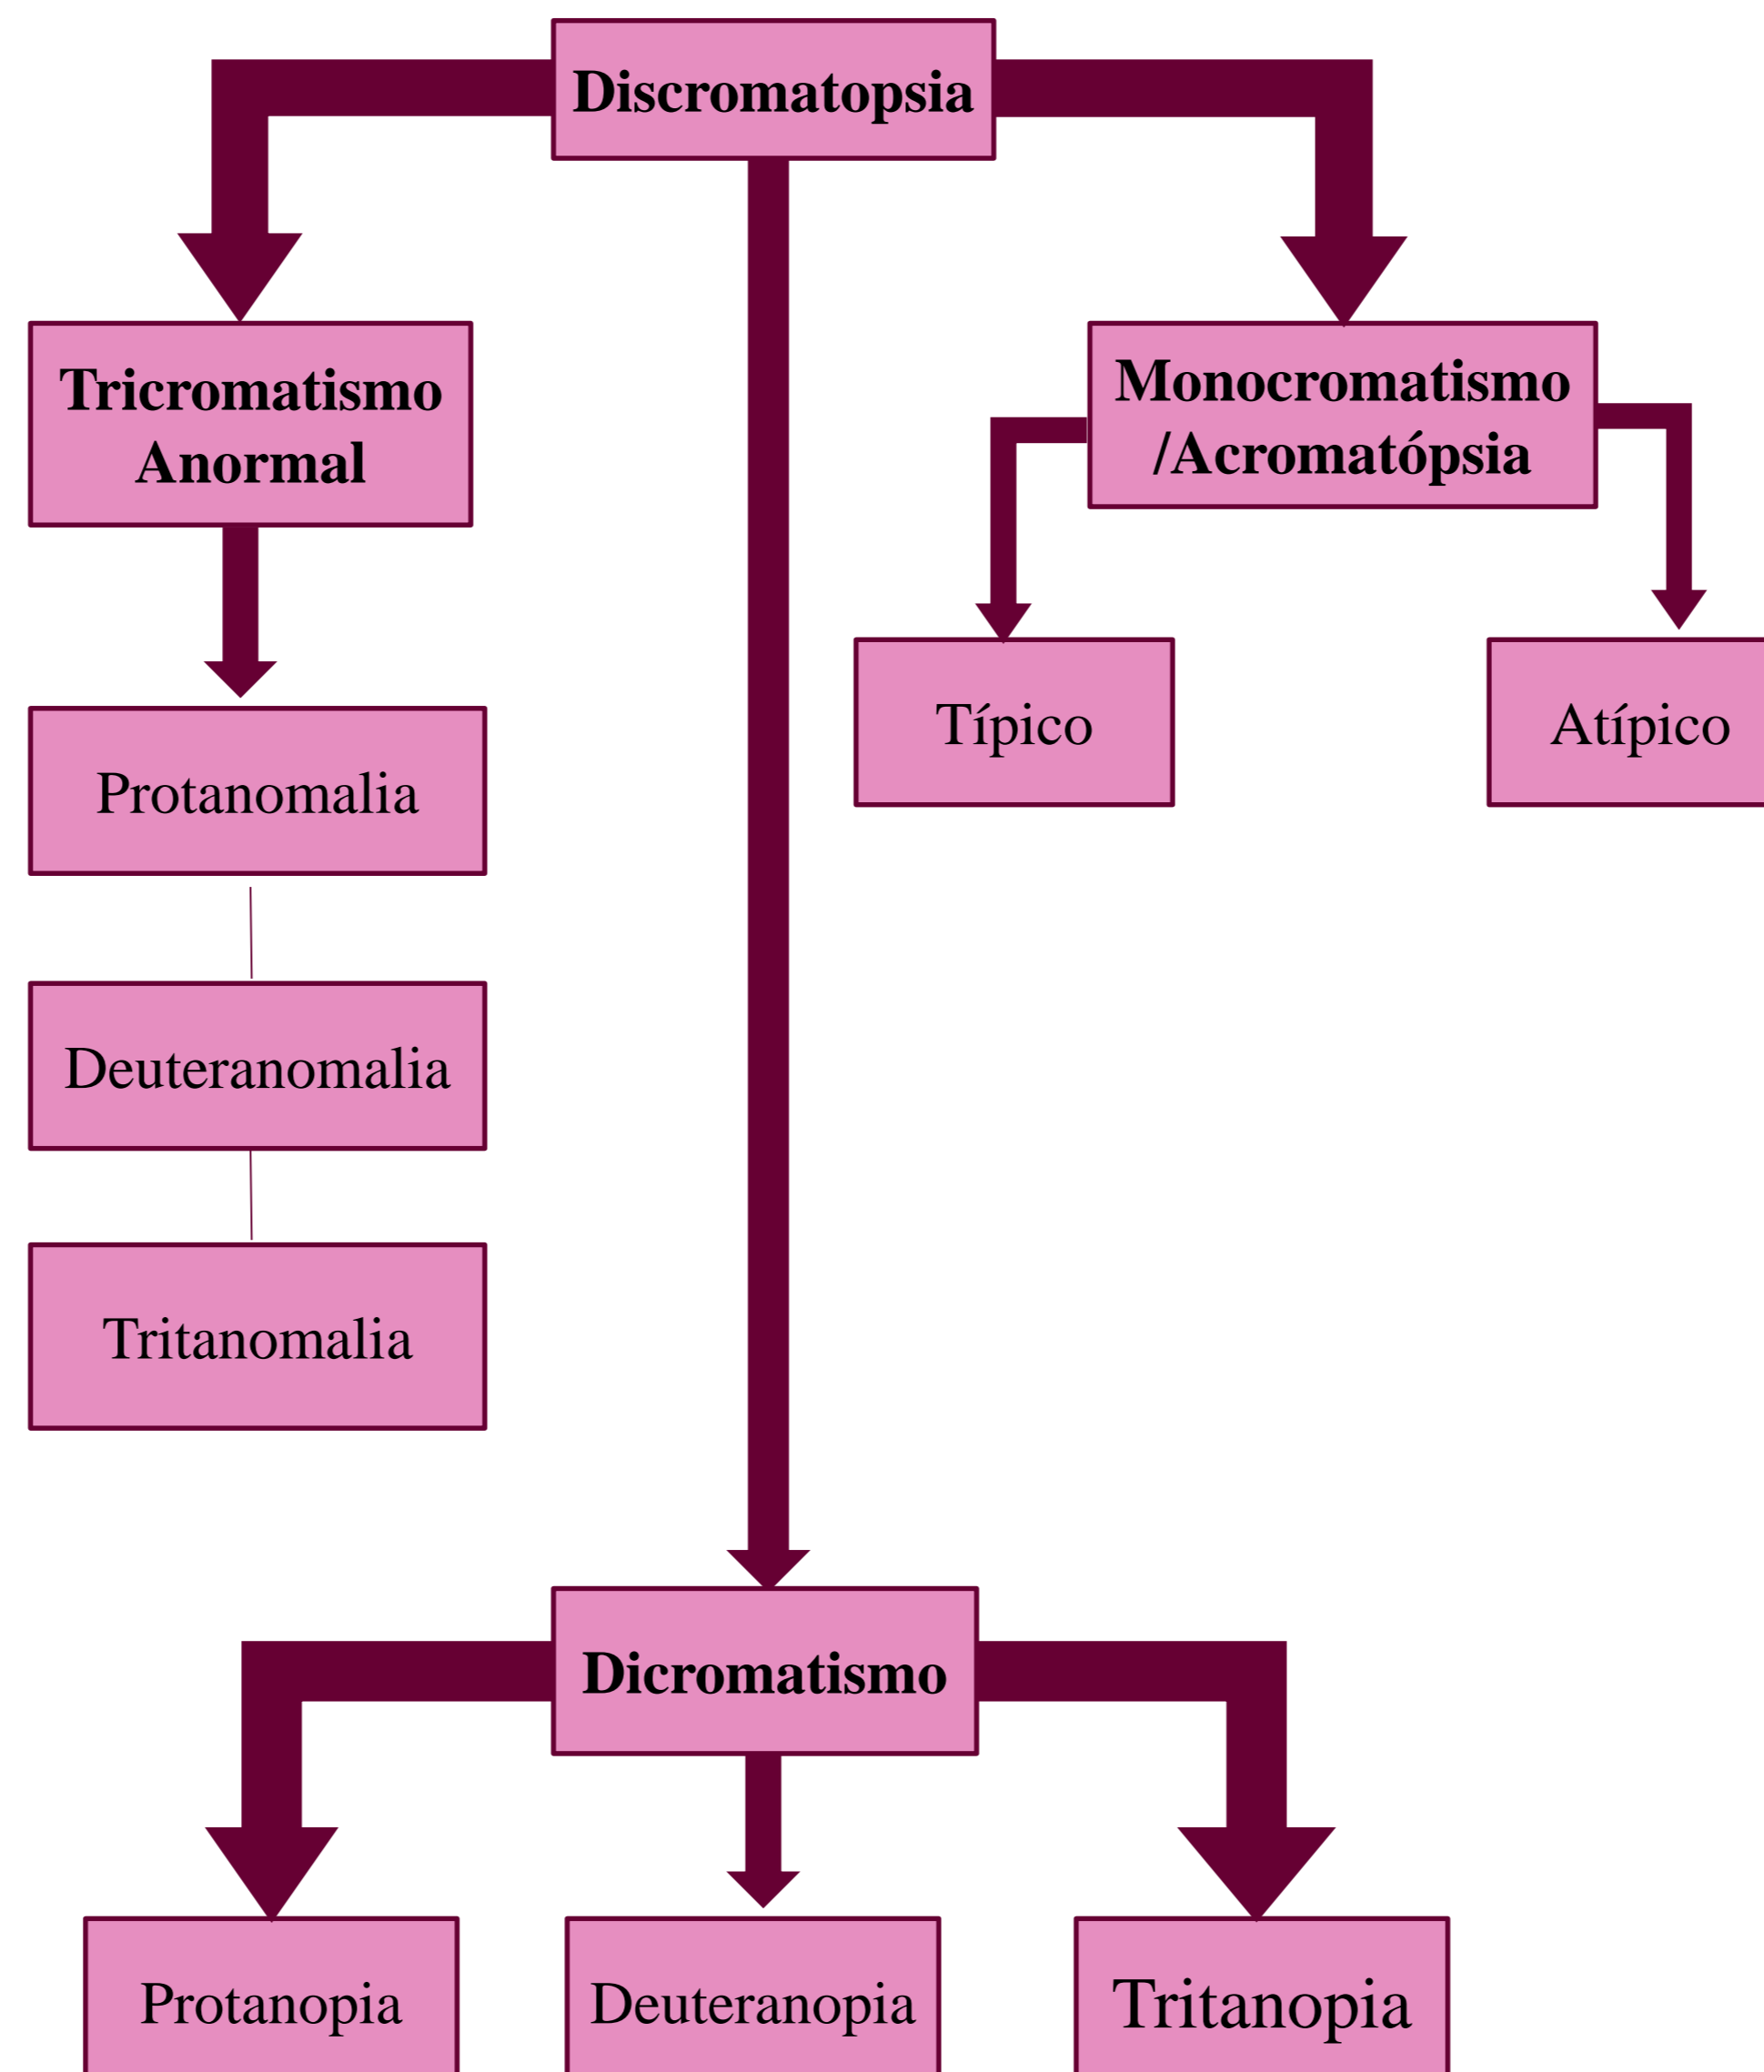 Discromatopsia
Tricromatismo
Anormal
Monocromatismo
/Acromatópsia
Típico
Atípico
Protanomalia
Deuteranomalia
Tritanomalia
Dicromatismo
Protanopia
Deuteranopia
Tritanopia